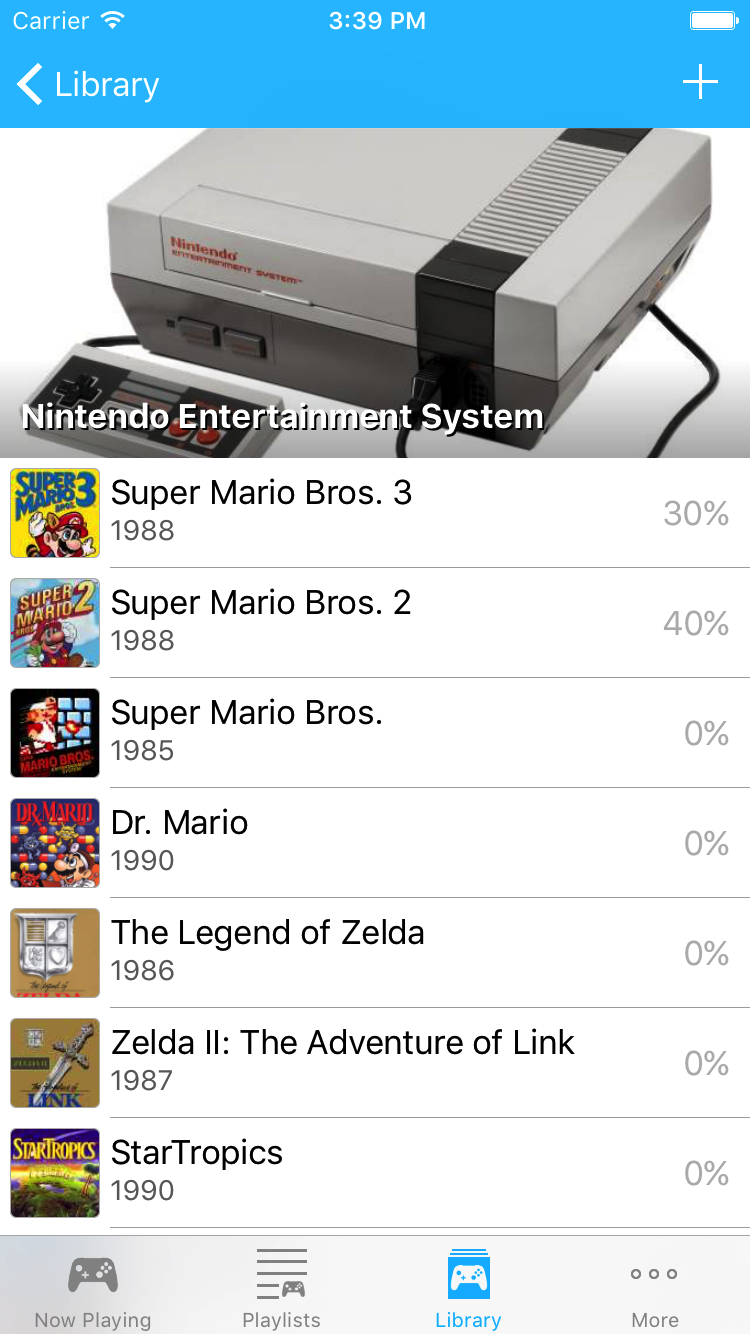 Carrier 3:39 PM
Library
Nintendo
ENTERTAINMENT SYSTEM™
Nintendo Entertainment System
SUPER
MARIO 3
BROS.
Super Mario Bros. 3
1988
30%
SUPER
MARIO 2
BROS
Super Mario Bros. 2
1988
40%
MARIO BROS.
Super Mario Bros.
1985
0%
DR. MARIO
Dr. Mario
1990
0%
The Legend of
ZELDA
The Legend of Zelda
1986
0%
LINK
Zelda II: The Adventure of Link
1987
0%
STARTROPICS
StarTropics
1990
0%
Now Playing
Playlists
Library
More